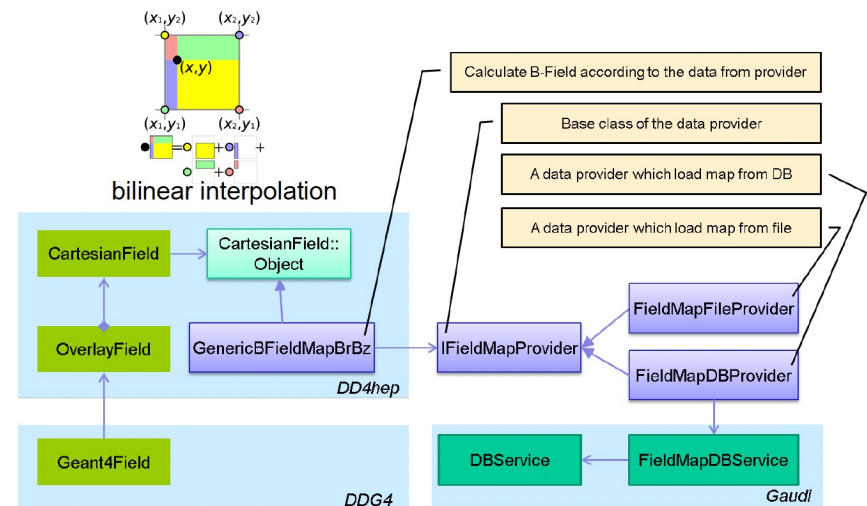 (x₁,y₂) (x₂,y₂)
(x,y)
(x₁,y₁) (x₂,y₁)
= + +
+
bilinear interpolation
Calculate B-Field according to the data from provider
Base class of the data provider
A data provider which load map from DB
A data provider which load map from file
CartesianField
CartesianField::
Object
OverlayField
GenericBFieldMapBrBz
DD4hep
IFieldMapProvider
FieldMapFileProvider
FieldMapDBProvider
Geant4Field
DDG4
DBService
FieldMapDBService
Gaudi